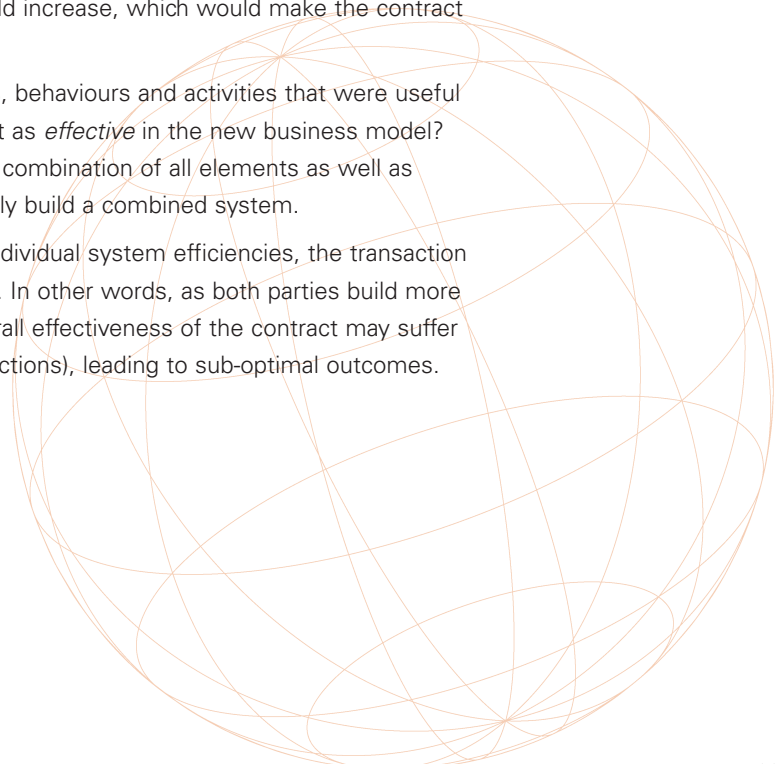 ld increase, which would make the contract
, behaviours and activities that were useful
t as effective in the new business model?
combination of all elements as well as
ly build a combined system.
dividual system efficiencies, the transaction
. In other words, as both parties build more
rall effectiveness of the contract may suffer
ctions), leading to sub-optimal outcomes.